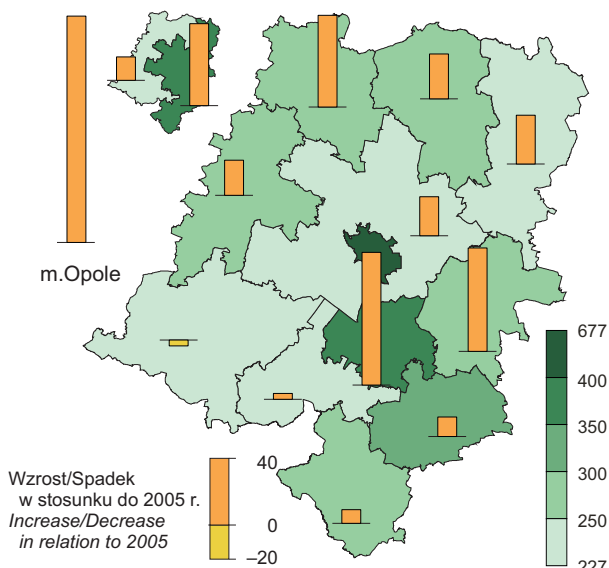 m.Opole
677
400
350
300
250
227
Wzrost/Spadek
w stosunku do 2005 r.
Increase/Decrease
in relation to 2005
40
0
–20